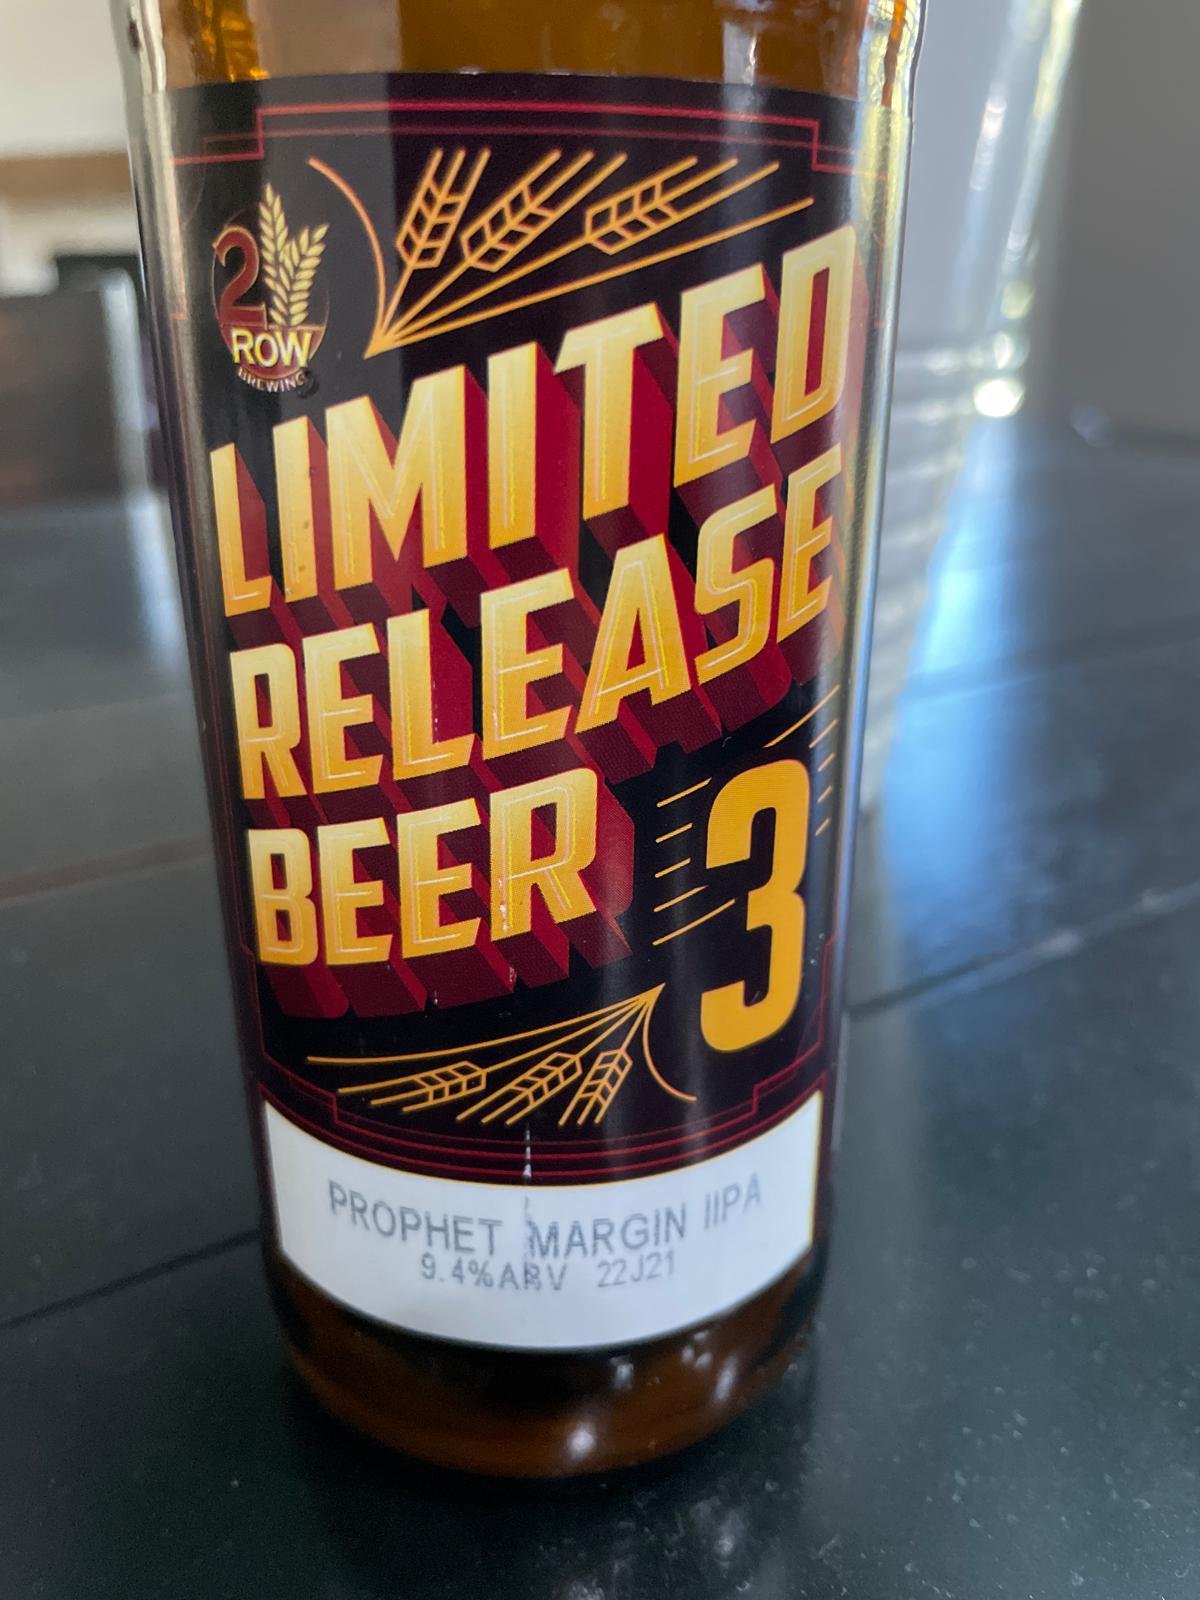 2
ROW
BREWING
LIMITED
RELEASE
BEER
3
PROPHET MARGIN IIPA
9.4%ABV 22J21